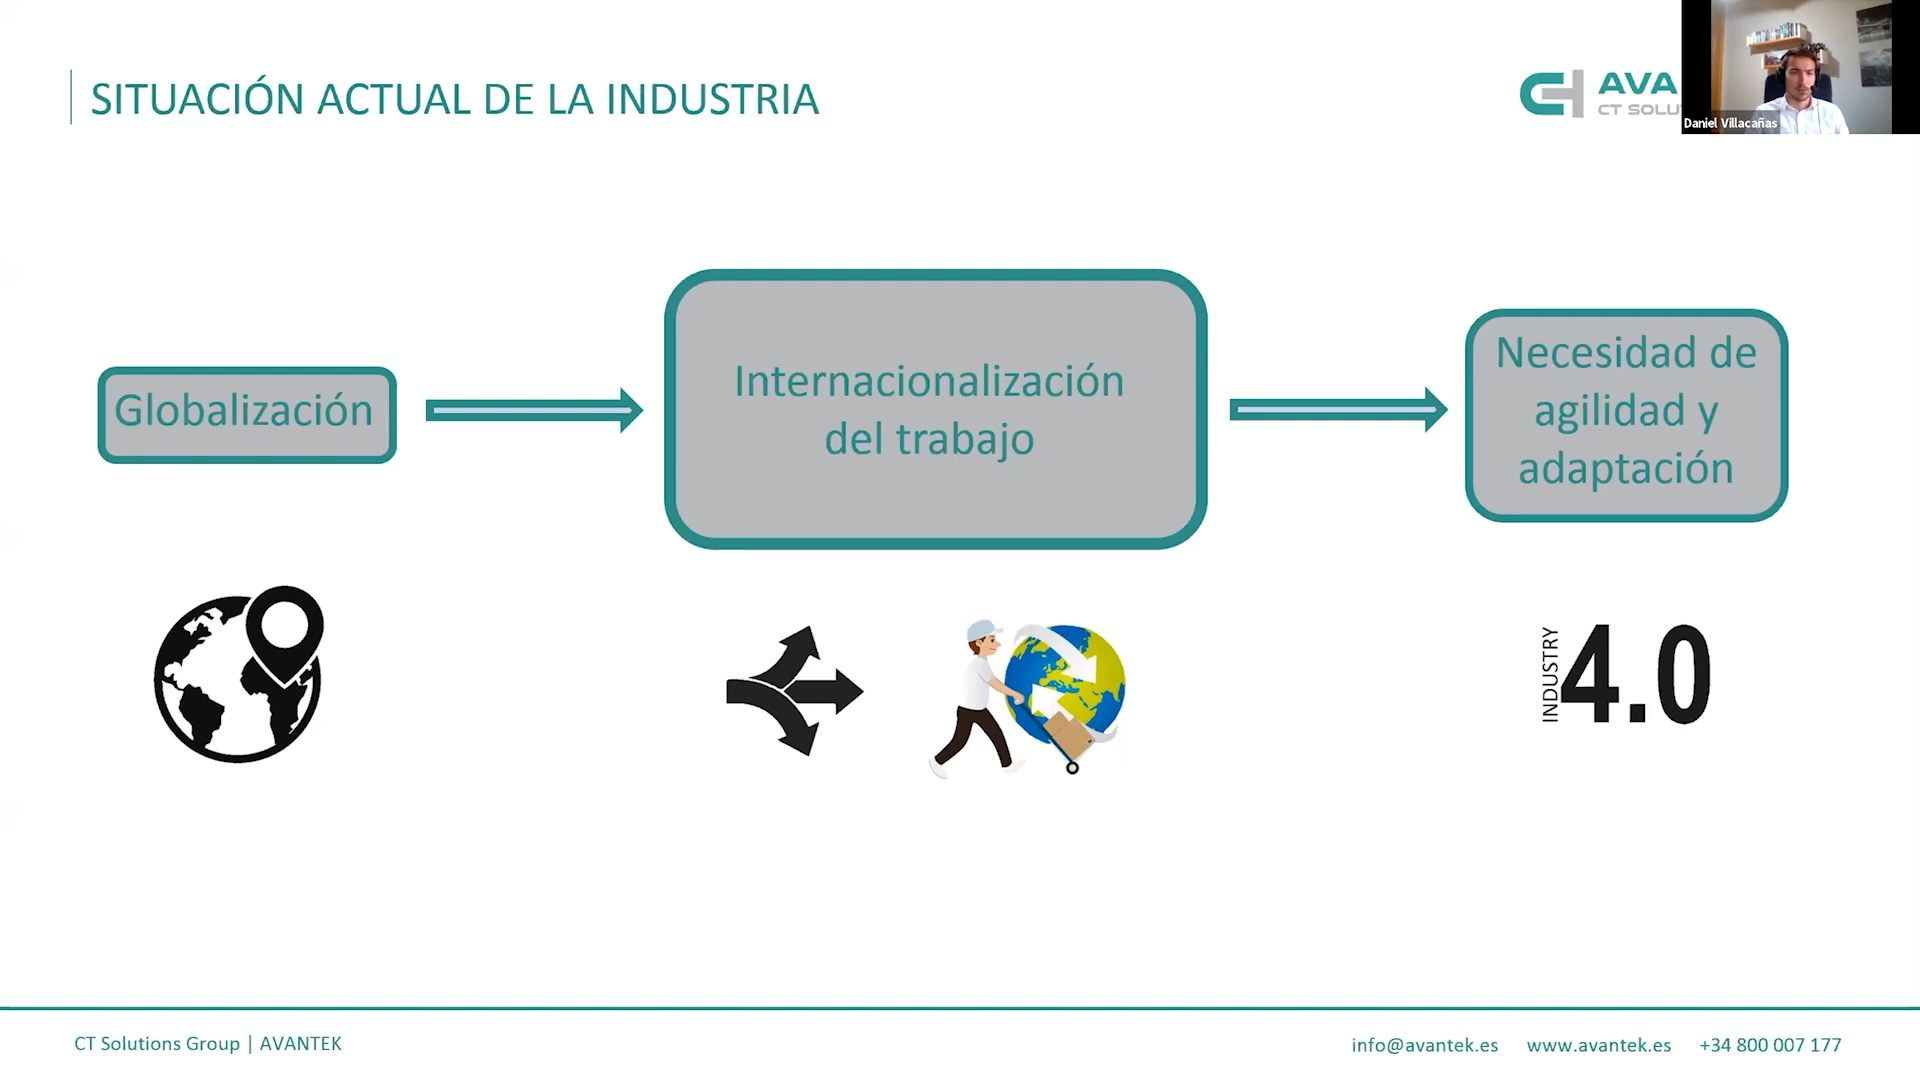 SITUACIÓN ACTUAL DE LA INDUSTRIA
AVA
CT SOLU
Daniel Villacañas
Globalización
Internacionalización
del trabajo
Necesidad de
agilidad y
adaptación
INDUSTRY
4.0
CT Solutions Group | AVANTEK
info@avantek.es www.avantek.es +34 800 007 177